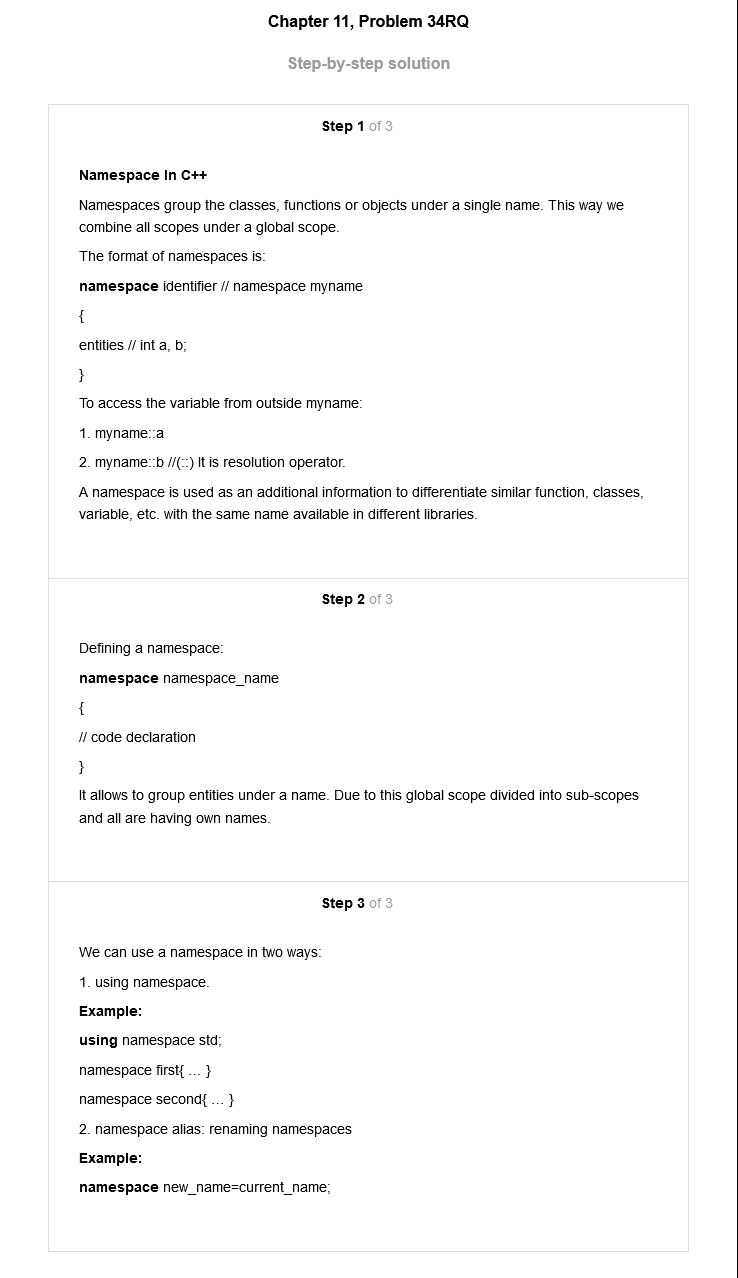 Chapter 11, Problem 34RQ
Step-by-step solution
Step 1 of 3
Namespace in C++
Namespaces group the classes, functions or objects under a single name. This way we
combine all scopes under a global scope.
The format of namespaces is:
namespace identifier // namespace myname
{
entities // int a, b;
}
To access the variable from outside myname:
1. myname::a
2. myname::b //(::) It is resolution operator.
A namespace is used as an additional information to differentiate similar function, classes,
variable, etc. with the same name available in different libraries.
Step 2 of 3
Defining a namespace:
namespace namespace_name
{
// code declaration
}
It allows to group entities under a name. Due to this global scope divided into sub-scopes
and all are having own names.
Step 3 of 3
We can use a namespace in two ways:
1. using namespace.
Example:
using namespace std;
namespace first{ … }
namespace second{ … }
2. namespace alias: renaming namespaces
Example:
namespace new_name=current_name;